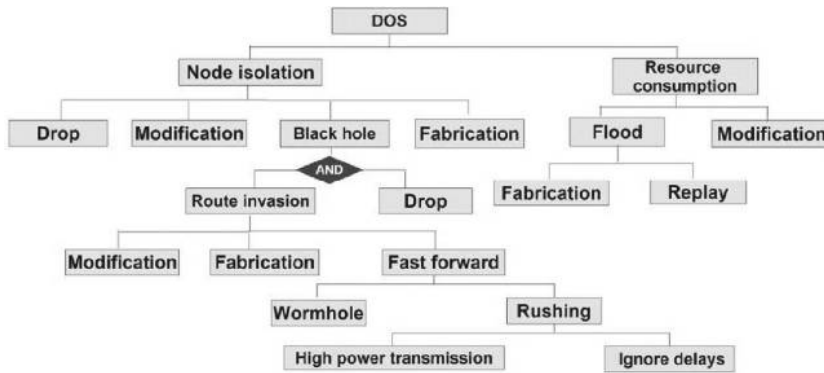 DOS
Node isolation
Resource
consumption
Drop
Modification
Black hole
Fabrication
Flood
Modification
AND
Route invasion
Drop
Fabrication
Replay
Modification
Fabrication
Fast forward
Wormhole
Rushing
High power transmission
Ignore delays